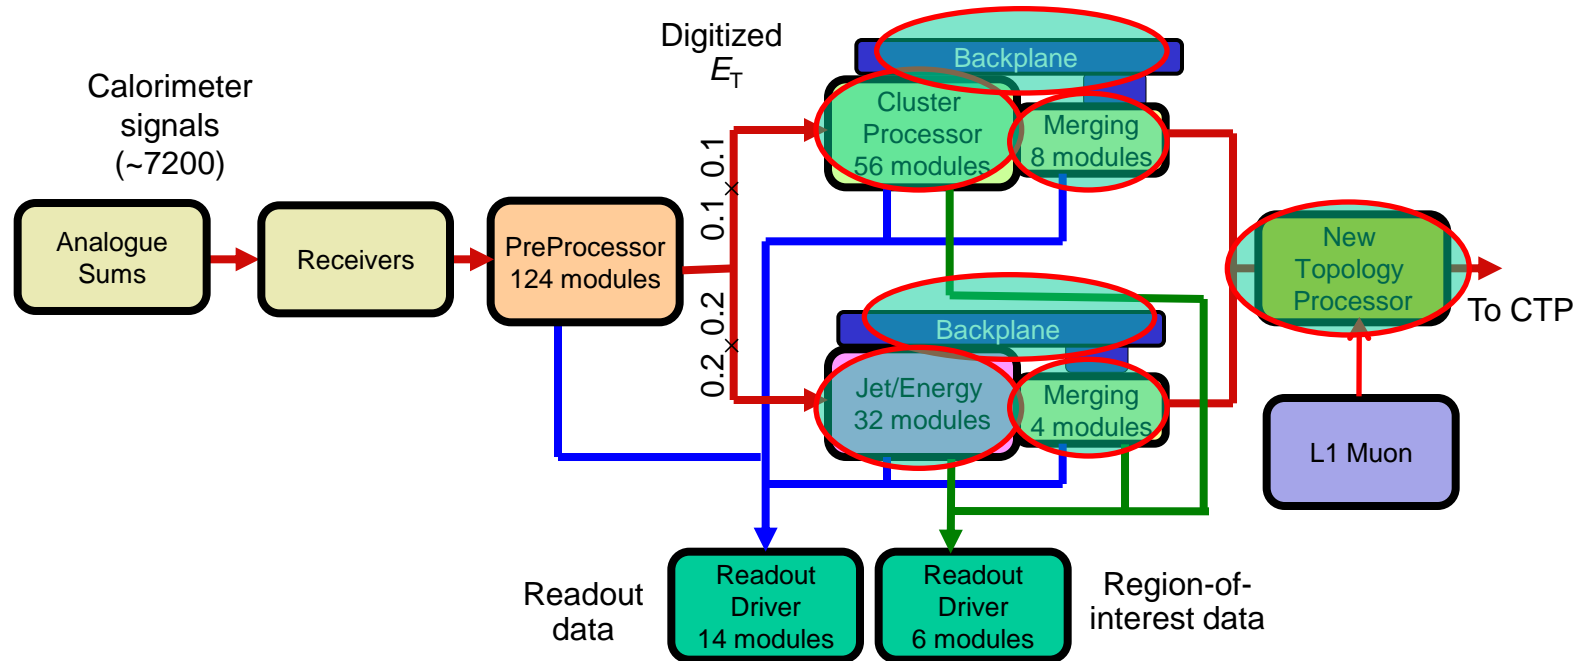 Calorimeter
signals
(~7200)
Analogue
Sums
Receivers
PreProcessor
124 modules
Digitized
E_T
0.1 × 0.1
0.2 × 0.2
Backplane
Cluster
Processor
56 modules
Merging
8 modules
Backplane
Jet/Energy
32 modules
Merging
4 modules
New
Topology
Processor
To CTP
L1 Muon
Readout
data
Readout
Driver
14 modules
Readout
Driver
6 modules
Region-of-
interest data